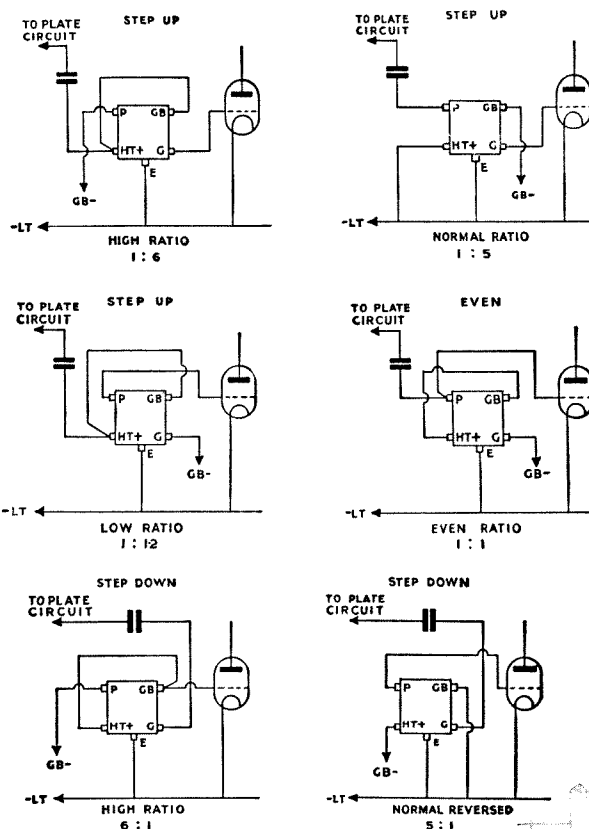 STEP UP
TO PLATE
CIRCUIT
P GB
HT+ G
E
GB-
-LT
HIGH RATIO
1 : 6
STEP UP
TO PLATE
CIRCUIT
P GB
HT+ G
E
GB-
-LT
NORMAL RATIO
1 : 5
STEP UP
TO PLATE
CIRCUIT
P GB
HT+ G
E
GB-
-LT
LOW RATIO
1 : 1·2
EVEN
TO PLATE
CIRCUIT
P GB
HT+ G
E
GB-
-LT
EVEN RATIO
1 : 1
STEP DOWN
TO PLATE
CIRCUIT
P GB
HT+ G
E
GB-
-LT
HIGH RATIO
6 : 1
STEP DOWN
TO PLATE
CIRCUIT
P GB
HT+ G
E
GB-
-LT
NORMAL REVERSED
5 : 1